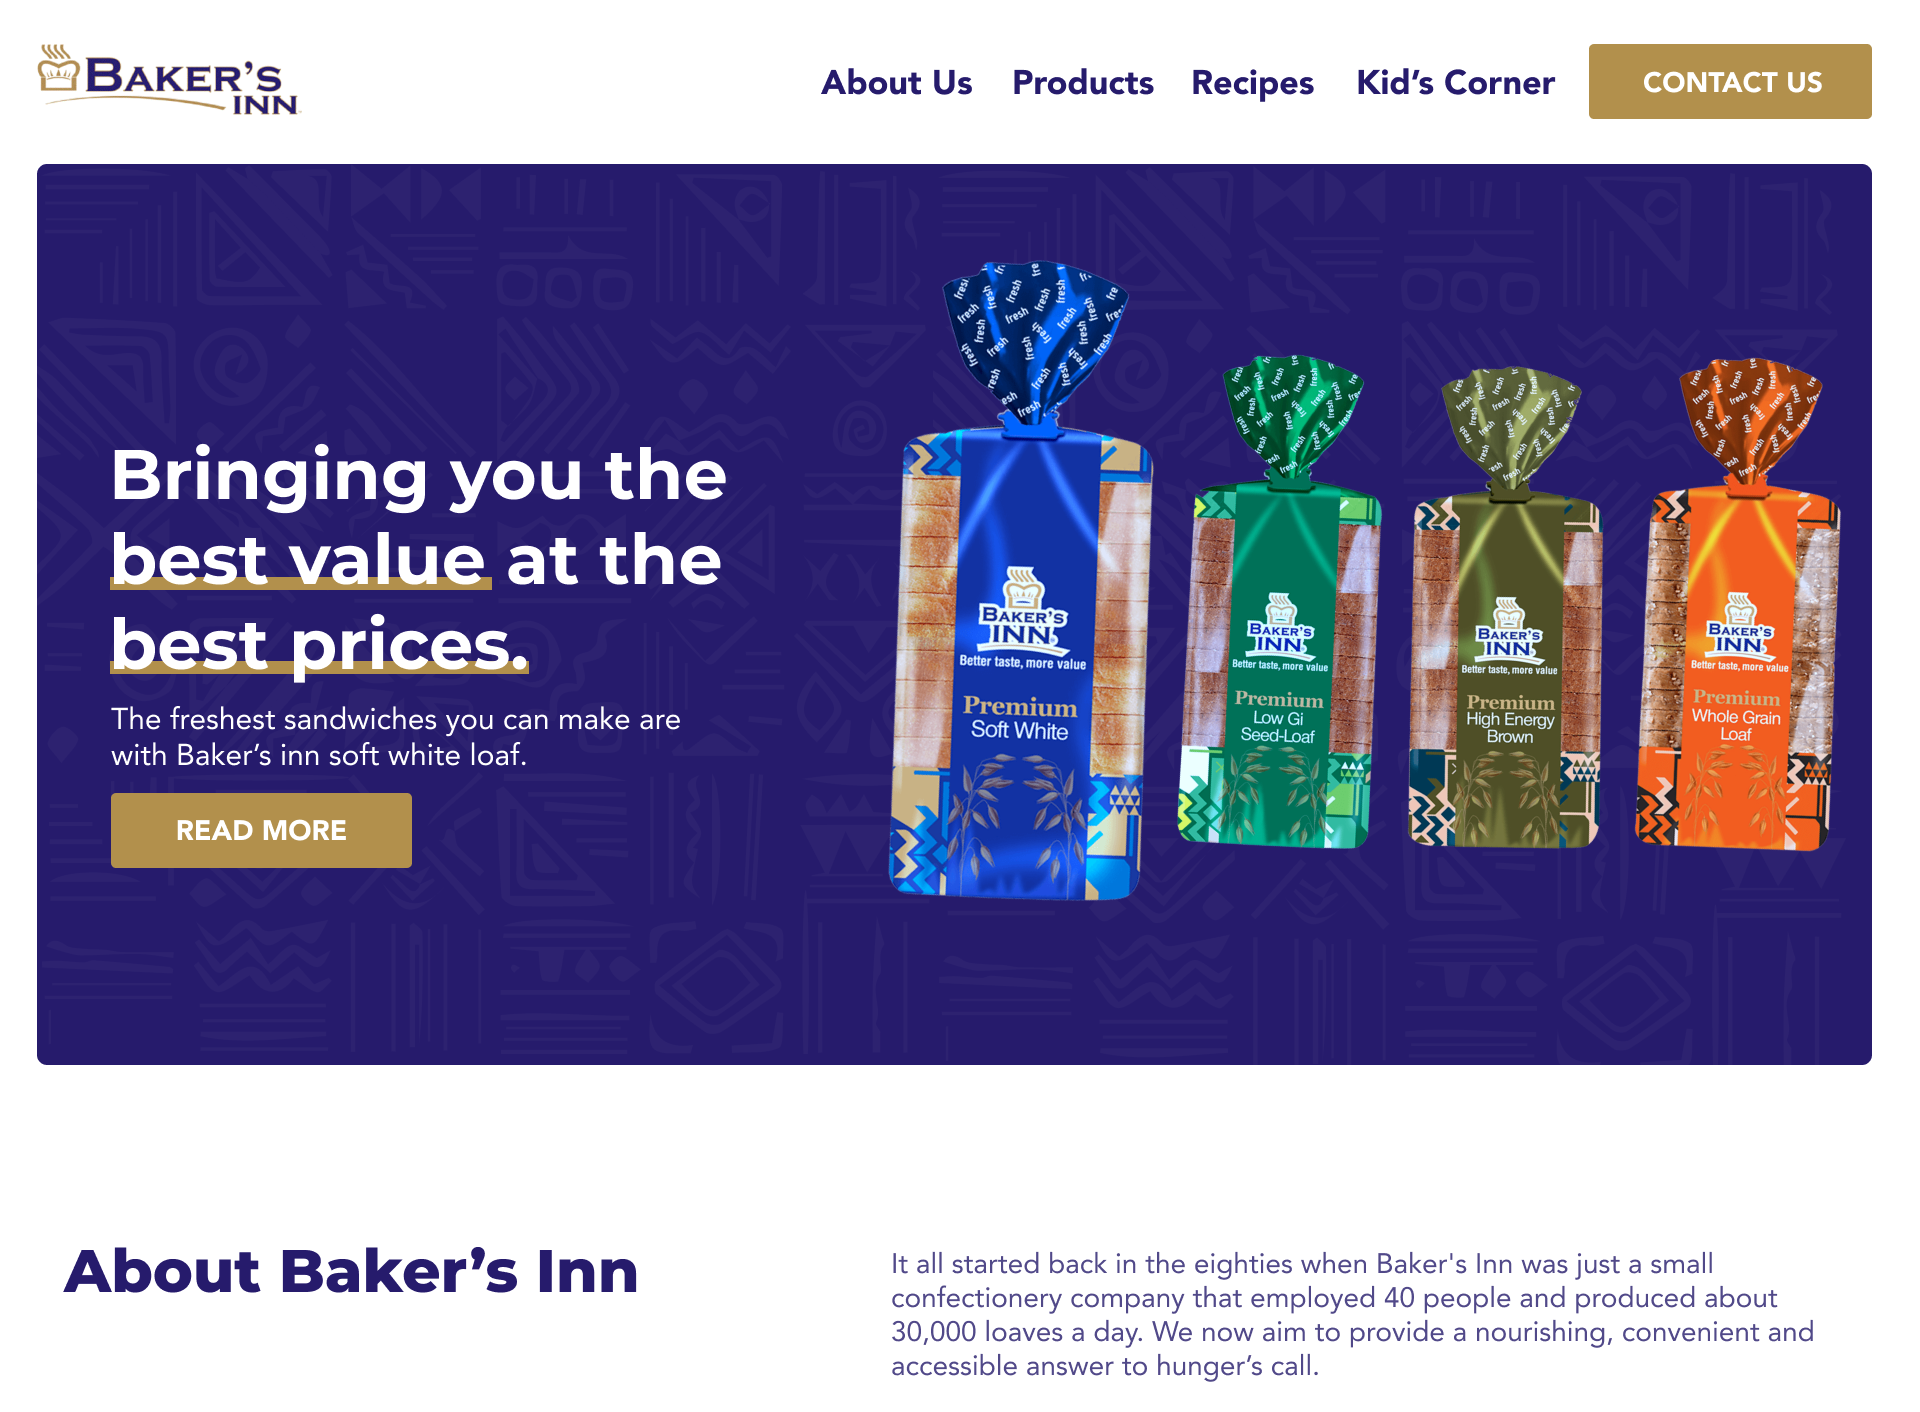 BAKER'S
INN
About Us Products Recipes Kid’s Corner CONTACT US
Bringing you the
best value at the
best prices.
The freshest sandwiches you can make are
with Baker’s inn soft white loaf.
READ MORE
fresh
BAKER'S
INN
Better taste, more value
Premium
Soft White
fresh
BAKER'S
INN
Better taste, more value
Premium
Low Gi
Seed-Loaf
fresh
BAKER'S
INN
Better taste, more value
Premium
High Energy
Brown
fresh
BAKER'S
INN
Better taste, more value
Premium
Whole Grain
Loaf
About Baker’s Inn
It all started back in the eighties when Baker's Inn was just a small
confectionery company that employed 40 people and produced about
30,000 loaves a day. We now aim to provide a nourishing, convenient and
accessible answer to hunger’s call.